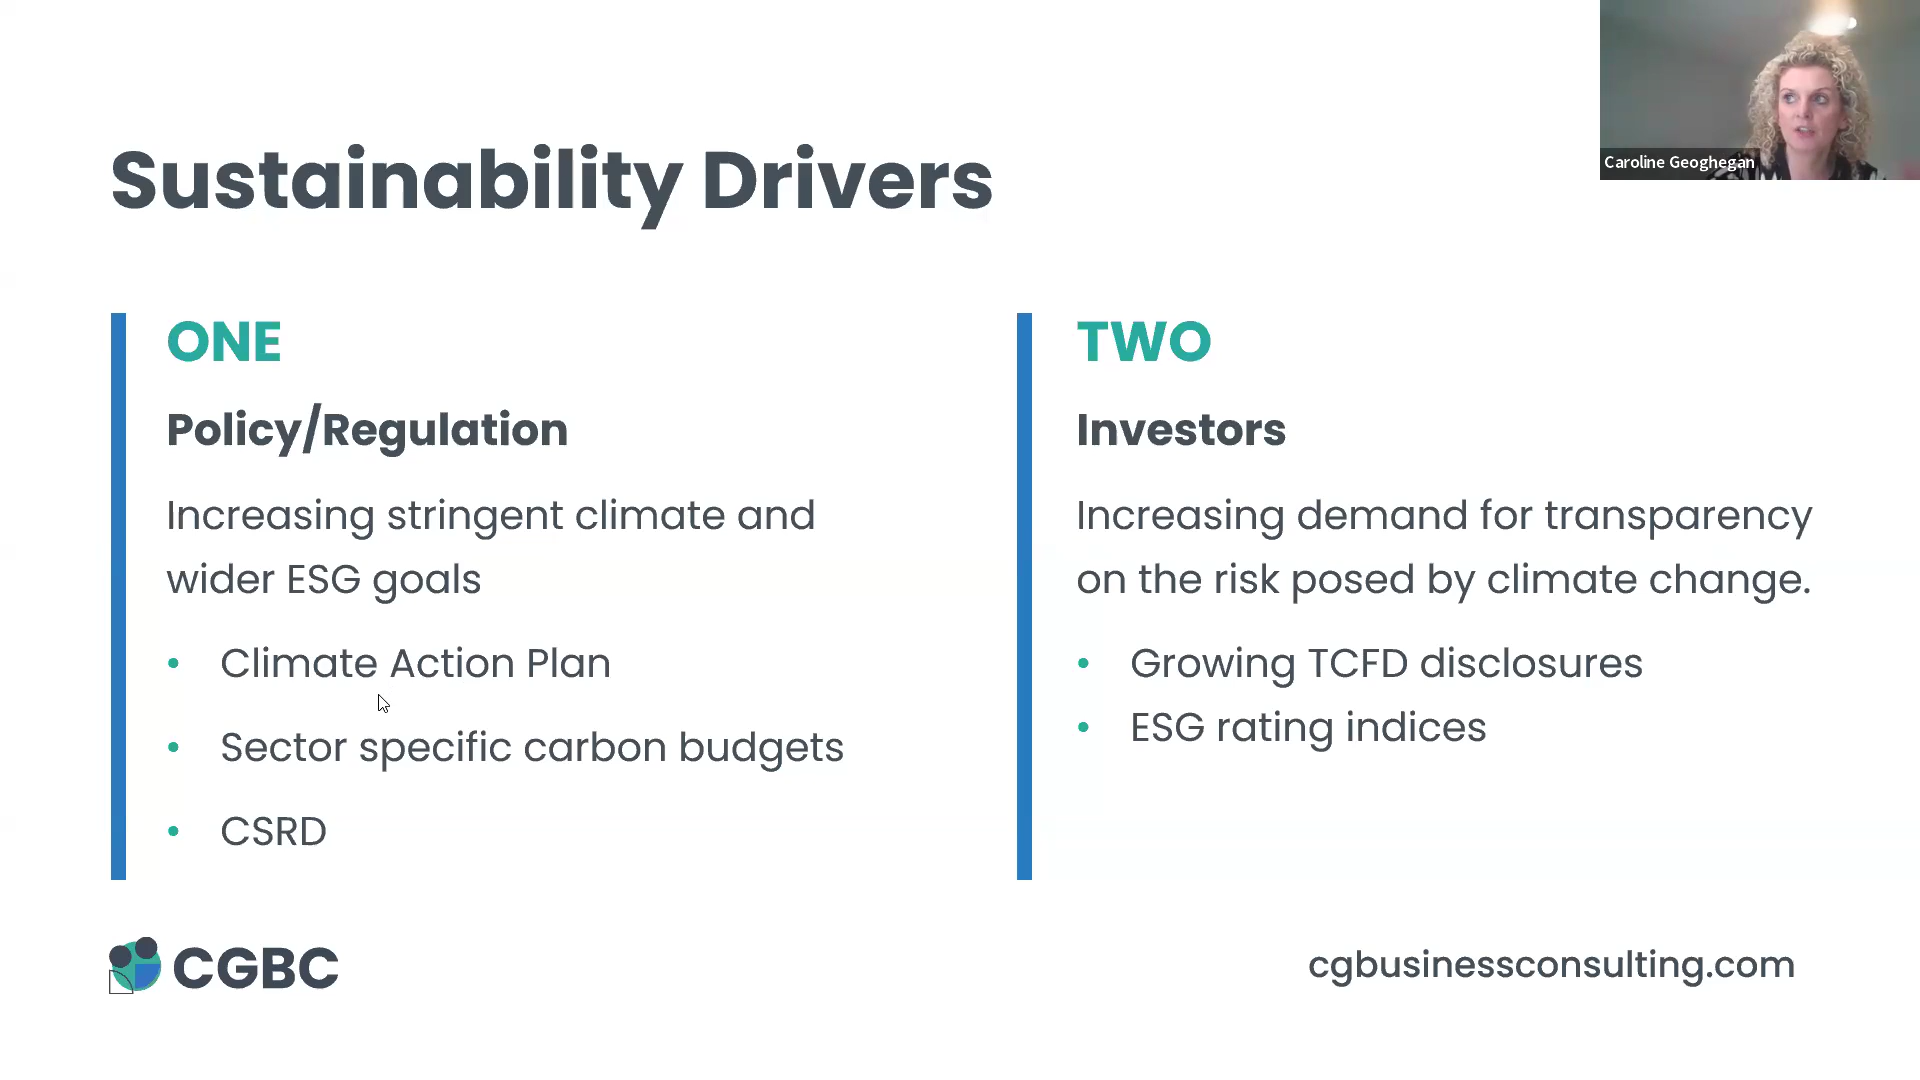 Caroline Geoghegan
Sustainability Drivers
ONE
Policy/Regulation
Increasing stringent climate and
wider ESG goals
• Climate Action Plan
• Sector specific carbon budgets
• CSRD
TWO
Investors
Increasing demand for transparency
on the risk posed by climate change.
• Growing TCFD disclosures
• ESG rating indices
CGBC
cgbusinessconsulting.com